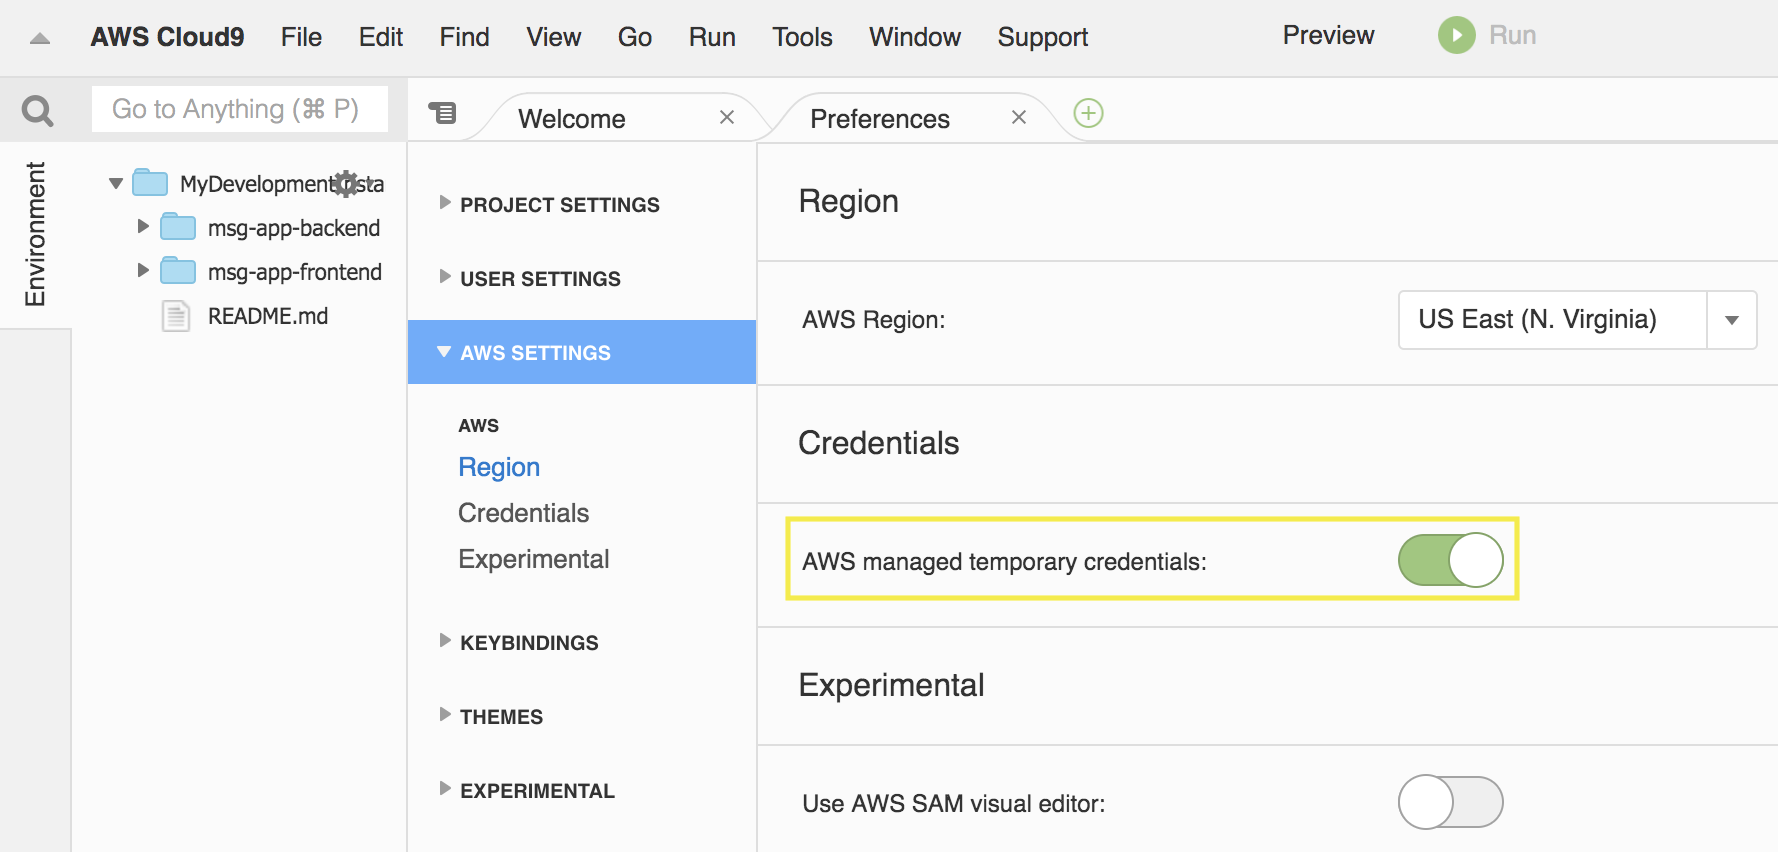 AWS Cloud9 File Edit Find View Go Run Tools Window Support Preview Run
Go to Anything (⌘ P)
Welcome
Preferences
Environment
MyDevelopment
msg-app-backend
msg-app-frontend
README.md
PROJECT SETTINGS
USER SETTINGS
AWS SETTINGS
AWS
Region
Credentials
Experimental
KEYBINDINGS
THEMES
EXPERIMENTAL
Region
AWS Region:
US East (N. Virginia)
Credentials
AWS managed temporary credentials:
Experimental
Use AWS SAM visual editor: